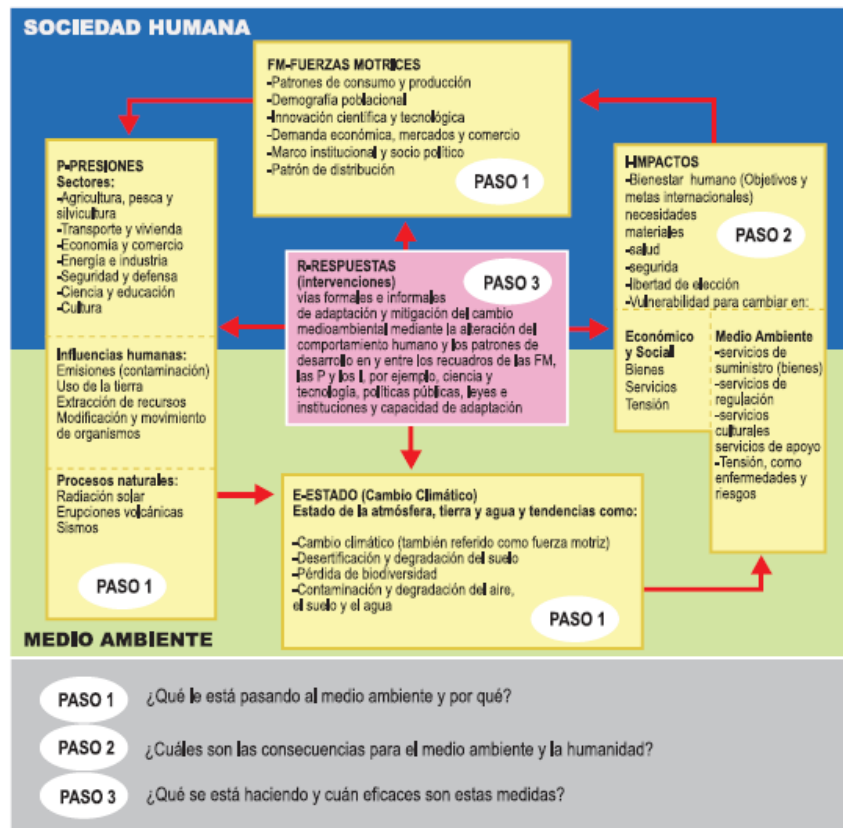 SOCIEDAD HUMANA
FM-FUERZAS MOTRICES
-Patrones de consumo y producción
-Demografía poblacional
-Innovación científica y tecnológica
-Demanda económica, mercados y comercio
-Marco institucional y socio político
-Patrón de distribución
PASO 1
P-PRESIONES
Sectores:
-Agricultura, pesca y
silvicultura
-Transporte y vivienda
-Economía y comercio
-Energía e industria
-Seguridad y defensa
-Ciencia y educación
-Cultura
Influencias humanas:
Emisiones (contaminación)
Uso de la tierra
Extracción de recursos
Modificación y movimiento
de organismos
Procesos naturales:
Radiación solar
Erupciones volcánicas
Sismos
PASO 1
R-RESPUESTAS
(intervenciones)
PASO 3
vías formales e informales
de adaptación y mitigación del cambio
medioambiental mediante la alteración del
comportamiento humano y los patrones de
desarrollo en y entre los recuadros de las FM,
las P y los I, por ejemplo, ciencia y
tecnología, políticas públicas, leyes e
instituciones y capacidad de adaptación
I-IMPACTOS
-Bienestar humano (Objetivos y
metas internacionales)
necesidades
materiales
-salud
-segurida
-libertad de elección
-Vulnerabilidad para cambiar en:
PASO 2
Económico
y Social
Bienes
Servicios
Tensión
Medio Ambiente
-servicios de
suministro (bienes)
-servicios de
regulación
-servicios
culturales
servicios de apoyo
-Tensión, como
enfermedades y
riesgos
E-ESTADO (Cambio Climático)
Estado de la atmósfera, tierra y agua y tendencias como:
-Cambio climático (también referido como fuerza motriz)
-Desertificación y degradación del suelo
-Pérdida de biodiversidad
-Contaminación y degradación del aire,
el suelo y el agua
PASO 1
MEDIO AMBIENTE
PASO 1 ¿Qué le está pasando al medio ambiente y por qué?
PASO 2 ¿Cuáles son las consecuencias para el medio ambiente y la humanidad?
PASO 3 ¿Qué se está haciendo y cuán eficaces son estas medidas?